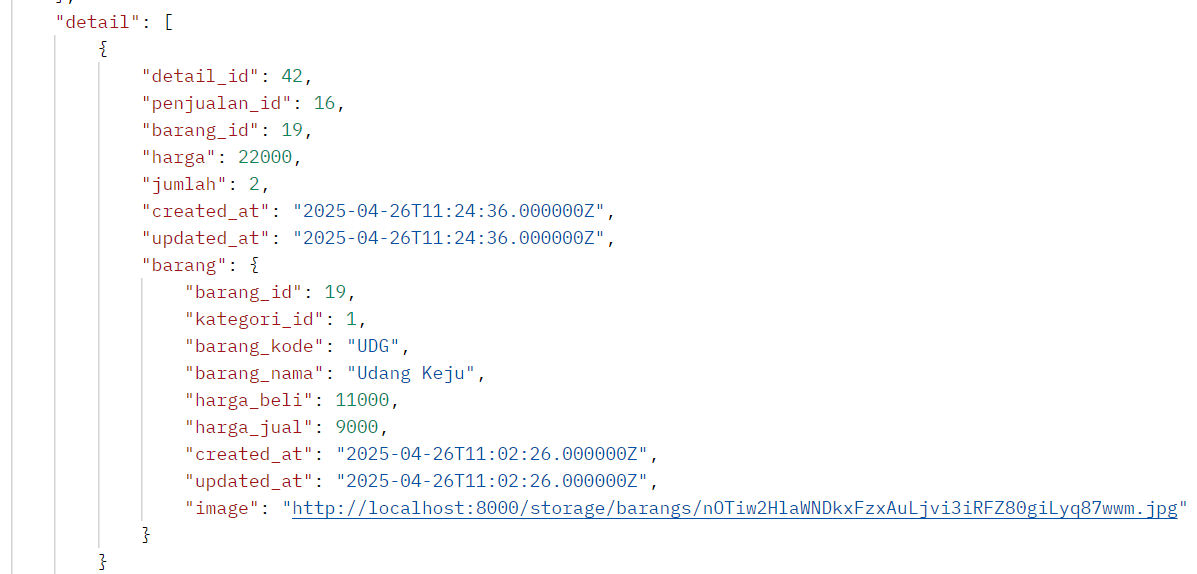 "detail": [
{
"detail_id": 42,
"penjualan_id": 16,
"barang_id": 19,
"harga": 22000,
"jumlah": 2,
"created_at": "2025-04-26T11:24:36.000000Z",
"updated_at": "2025-04-26T11:24:36.000000Z",
"barang": {
"barang_id": 19,
"kategori_id": 1,
"barang_kode": "UDG",
"barang_nama": "Udang Keju",
"harga_beli": 11000,
"harga_jual": 9000,
"created_at": "2025-04-26T11:02:26.000000Z",
"updated_at": "2025-04-26T11:02:26.000000Z",
"image": "http://localhost:8000/storage/barangs/nOTiw2HlaWNDkxFzxAuLjvi3iRFZ80giLyq87wwm.jpg"
}
}